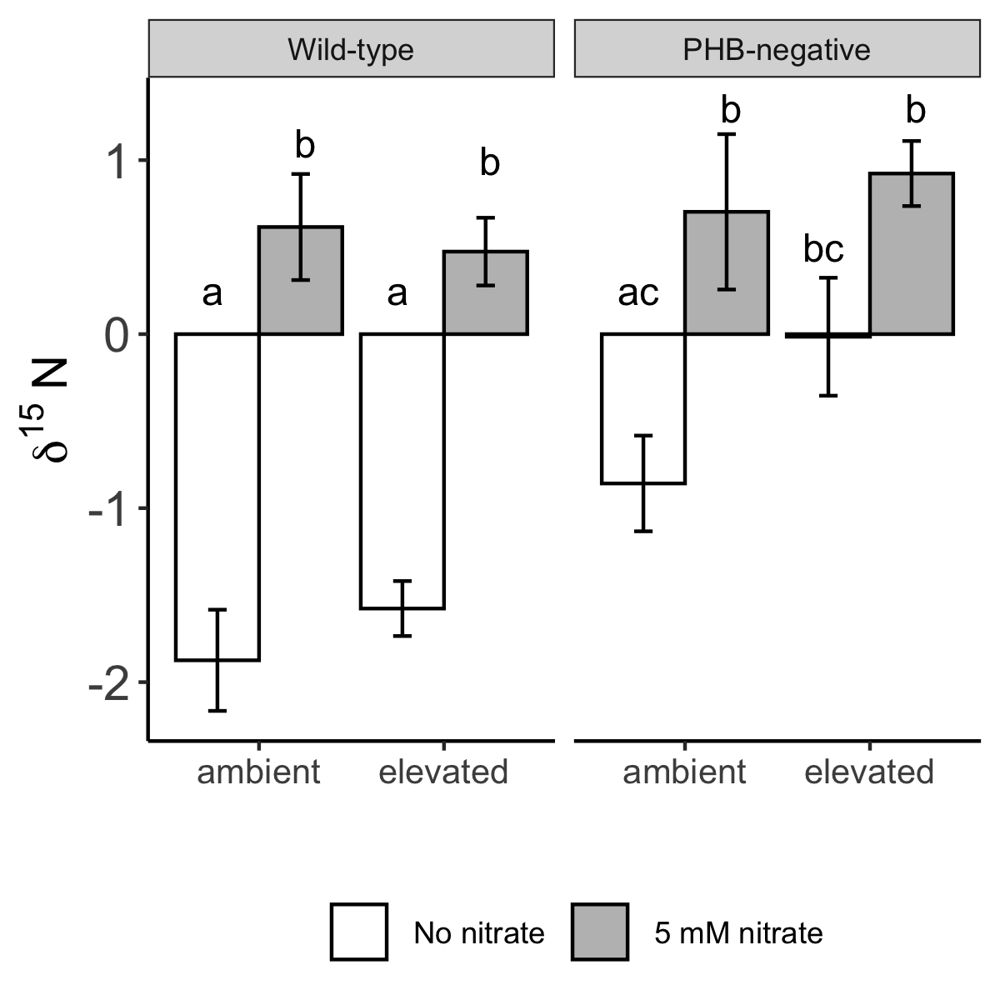 Wild-type
PHB-negative
b
b
a
a
b
b
ac
bc
1
0
-1
-2
δ ¹⁵ N
ambient
elevated
ambient
elevated
No nitrate
5 mM nitrate